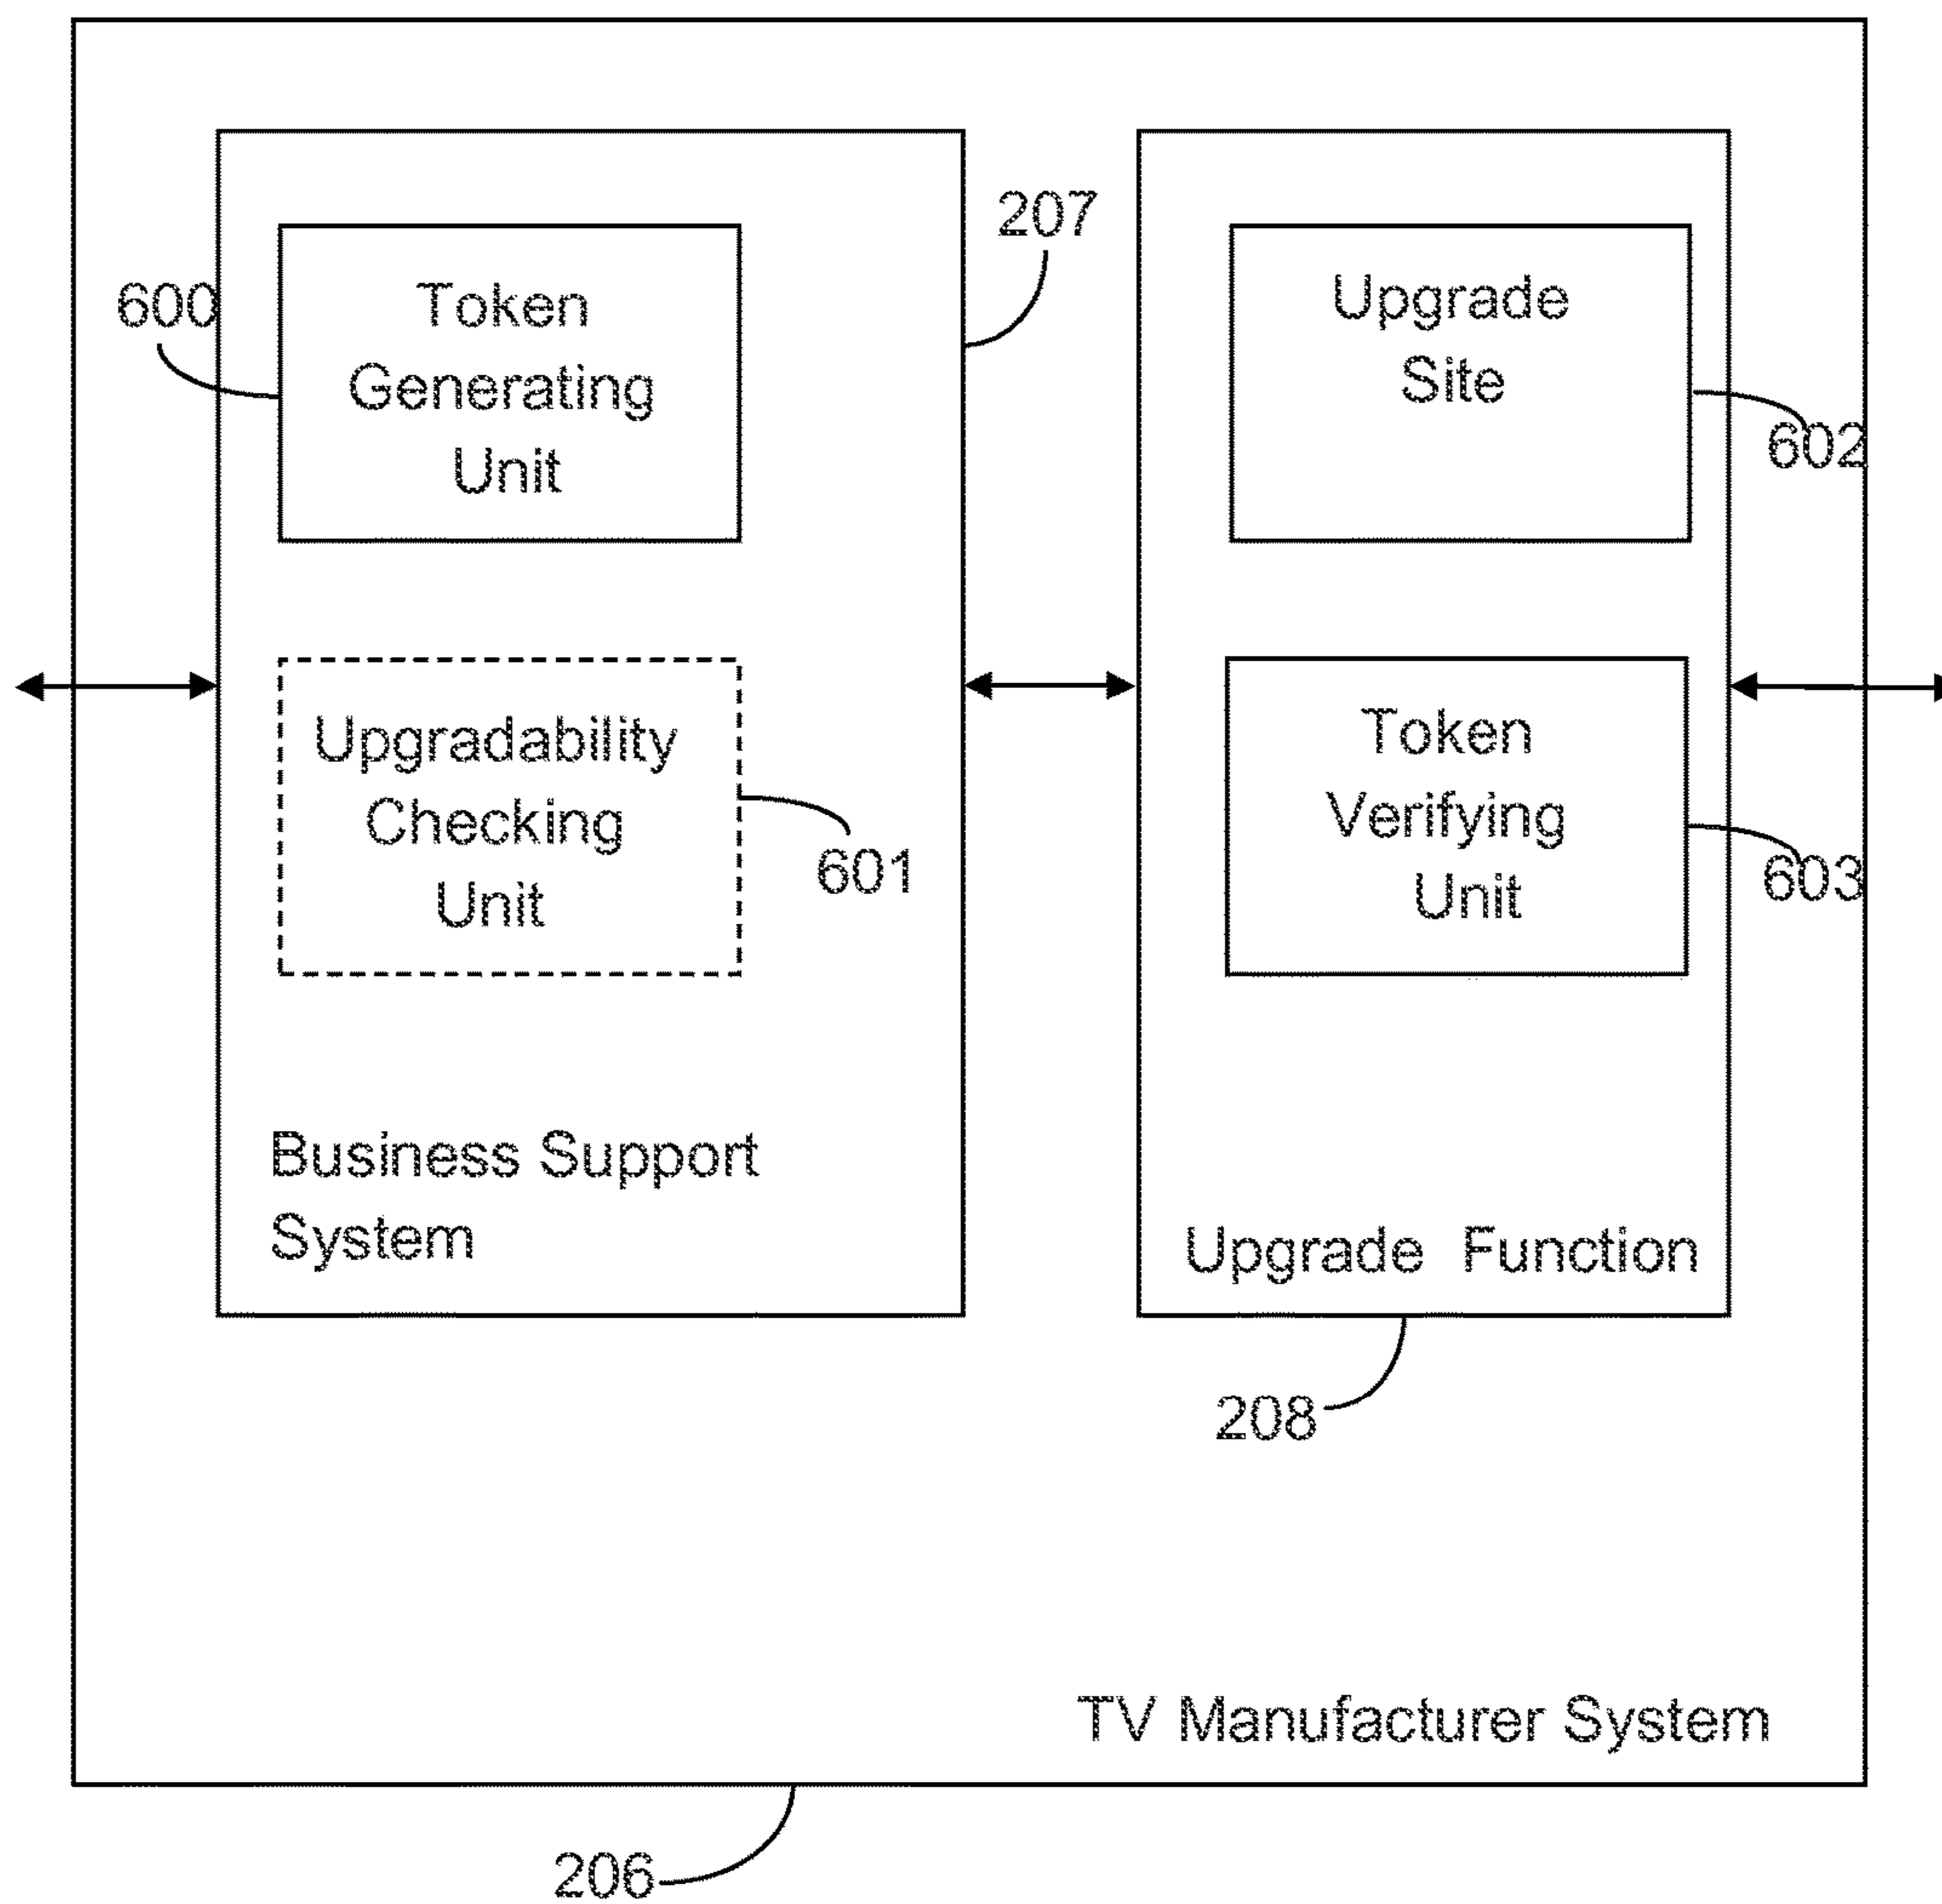 207
600
Token
Generating
Unit
Upgrade
Site
602
Upgradability
Checking
Unit
601
Token
Verifying
Unit
603
Business Support
System
Upgrade Function
208
TV Manufacturer System
206